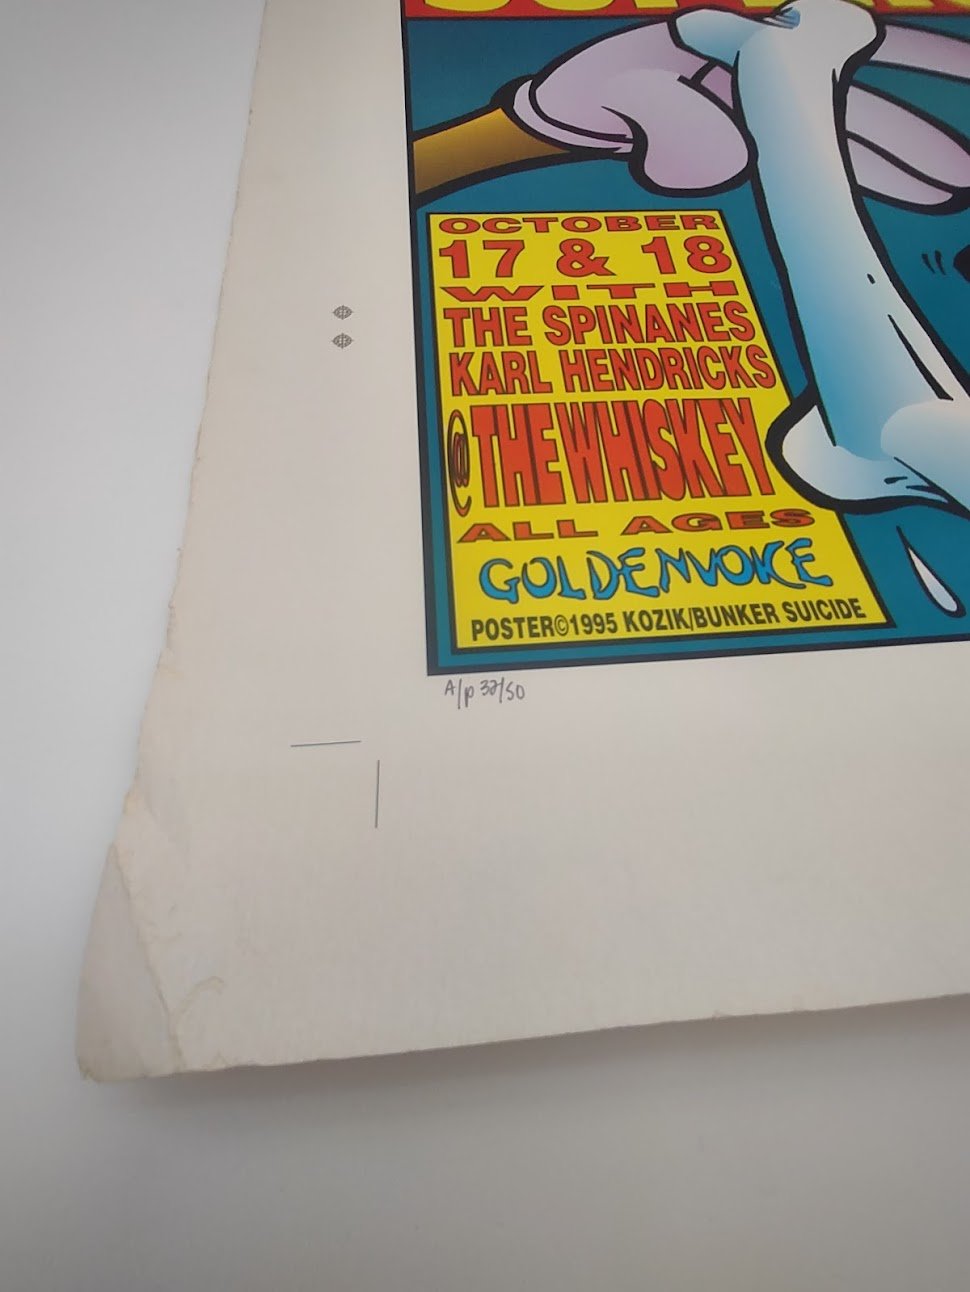 OCTOBER
17 & 18
WITH
THE SPINANES
KARL HENDRICKS
@ THE WHISKEY
ALL AGES
GOLDENVOICE
POSTER©1995 KOZIK/BUNKER SUICIDE
A/p 32/50